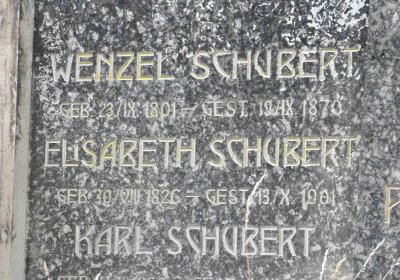 WENZEL SCHUBERT
GEB. 23/IX. 1801 – GEST. 19/IX. 1870
ELISABETH SCHUBERT
GEB. 30/VIII. 1826 – GEST. 13/X. 1901
KARL SCHUBERT